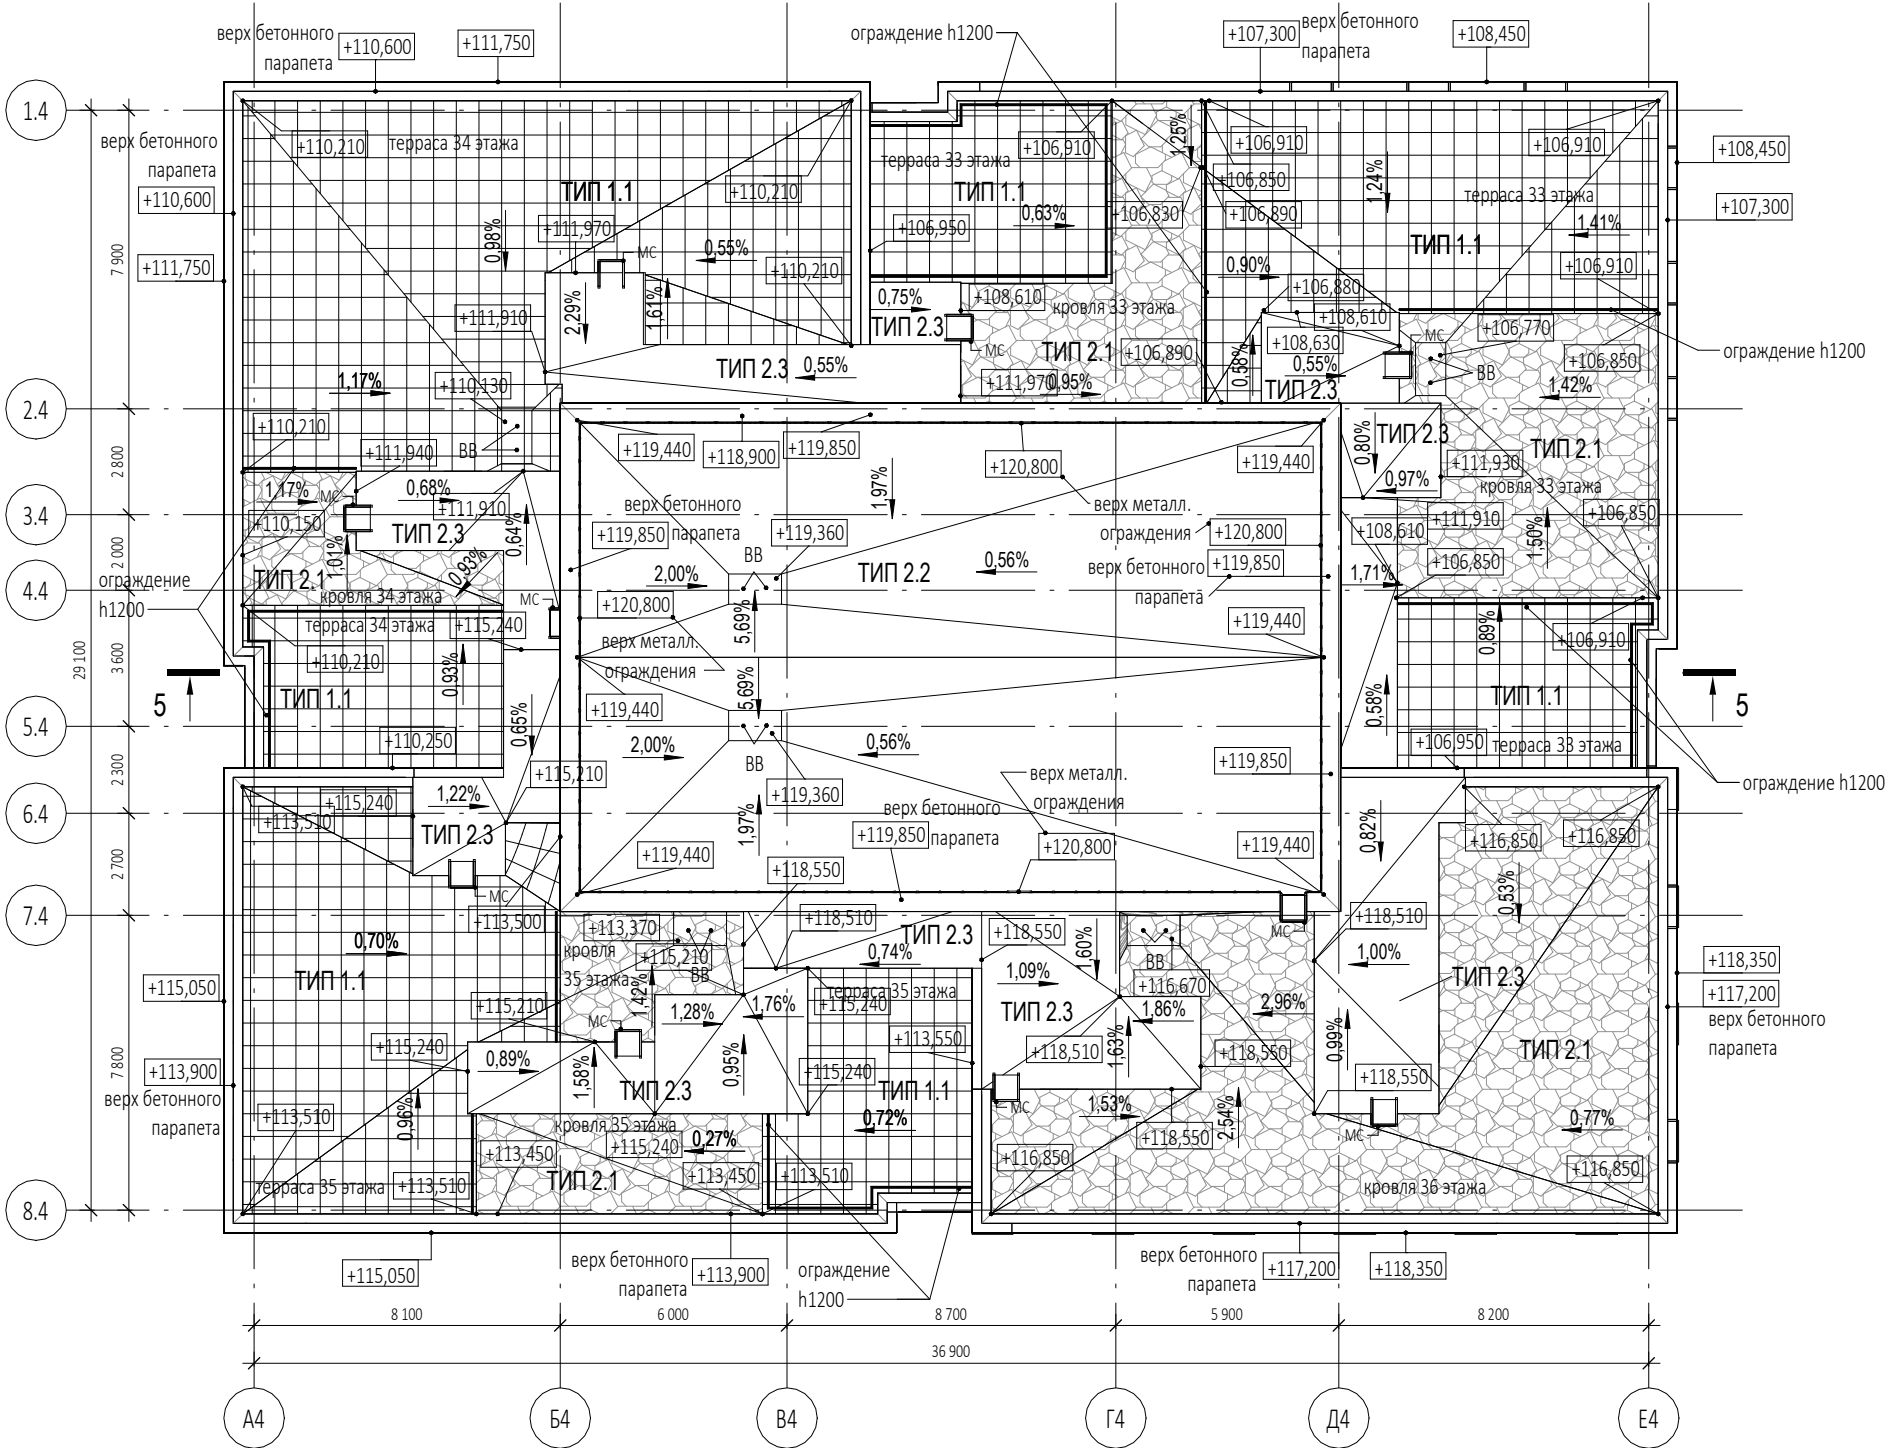 верх бетонного
парапета
+110,600
+111,750
ограждение h1200
+107,300
верх бетонного
парапета
+108,450
1.4
верх бетонного
парапета
+110,600
+110,210
терраса 34 этажа
+110,210
ТИП 1.1
+111,970
0,98%
МС
0,55%
+110,210
терраса 33 этажа
+106,910
ТИП 1.1
0,63%
+106,950
1,25%
+106,830
+106,910
+106,850
+106,890
1,24%
+106,910
терраса 33 этажа
1,41%
ТИП 1.1
+106,910
+108,450
+107,300
7 900
+111,750
+111,910
2,29%
1,61%
0,75%
ТИП 2.3
+108,610
кровля 33 этажа
МС
ТИП 2.1
+106,890
0,90%
+106,880
+108,610
+108,630
МС
+106,770
+106,850
ограждение h1200
1,17%
+110,130
ТИП 2.3
0,55%
+111,970
0,95%
0,58%
0,55%
ТИП 2.3
ВВ
1,42%
2.4
+110,210
+111,940
ВВ
+119,440
+118,900
+119,850
+120,800
+119,440
0,80%
ТИП 2.3
+111,930
ТИП 2.1
2 800
1,17%
МС
0,68%
+111,910
верх бетонного
парапета
1,97%
верх металл.
ограждения
0,97%
кровля 33 этажа
3.4
+110,150
ТИП 2.3
0,64%
+119,850
+119,360
+120,800
+108,610
+111,910
+106,850
1,50%
2 000
1,01%
0,93%
ВВ
верх бетонного
парапета
+119,850
+106,850
ограждение
h1200
4.4
ТИП 2.1
кровля 34 этажа
МС
2,00%
ТИП 2.2
0,56%
1,71%
29 100
3 600
терраса 34 этажа
+115,240
+120,800
5,69%
+119,440
0,89%
+106,910
+110,210
0,93%
верх металл.
ограждения
ТИП 1.1
5
0,65%
+119,440
5,69%
0,58%
ТИП 1.1
5
5.4
+110,250
2,00%
ВВ
0,56%
+119,850
+106,950
терраса 33 этажа
2 300
+115,210
+119,360
верх металл.
ограждения
ограждение h1200
6.4
+115,240
+113,510
1,22%
ТИП 2.3
1,97%
верх бетонного
парапета
+119,850
+120,800
0,82%
+116,850
+116,850
2 700
МС
+119,440
+118,550
+119,440
0,53%
7.4
+113,500
+113,370
+118,510
ТИП 2.3
+118,550
1,60%
МС
+118,510
0,70%
кровля
35 этажа
+115,210
ВВ
0,74%
1,09%
ВВ
1,00%
+118,350
+115,050
ТИП 1.1
1,42%
терраса 35 этажа
+115,240
+116,670
ТИП 2.3
+117,200
верх бетонного
парапета
+115,210
МС
1,28%
1,76%
ТИП 2.3
1,86%
2,96%
7 800
+115,240
0,89%
+113,550
+118,510
1,63%
+118,550
0,99%
ТИП 2.1
+113,900
верх бетонного
парапета
1,58%
ТИП 2.3
0,95%
+115,240
ТИП 1.1
МС
+118,550
+113,510
0,96%
кровля 35 этажа
0,72%
1,53%
+118,550
2,54%
МС
0,77%
+113,450
+115,240
0,27%
терраса 35 этажа
+113,510
ТИП 2.1
+113,450
+113,510
+116,850
кровля 36 этажа
+116,850
8.4
+115,050
верх бетонного
парапета
+113,900
ограждение
h1200
верх бетонного
парапета
+117,200
+118,350
8 100
6 000
8 700
5 900
8 200
36 900
А4
Б4
В4
Г4
Д4
Е4